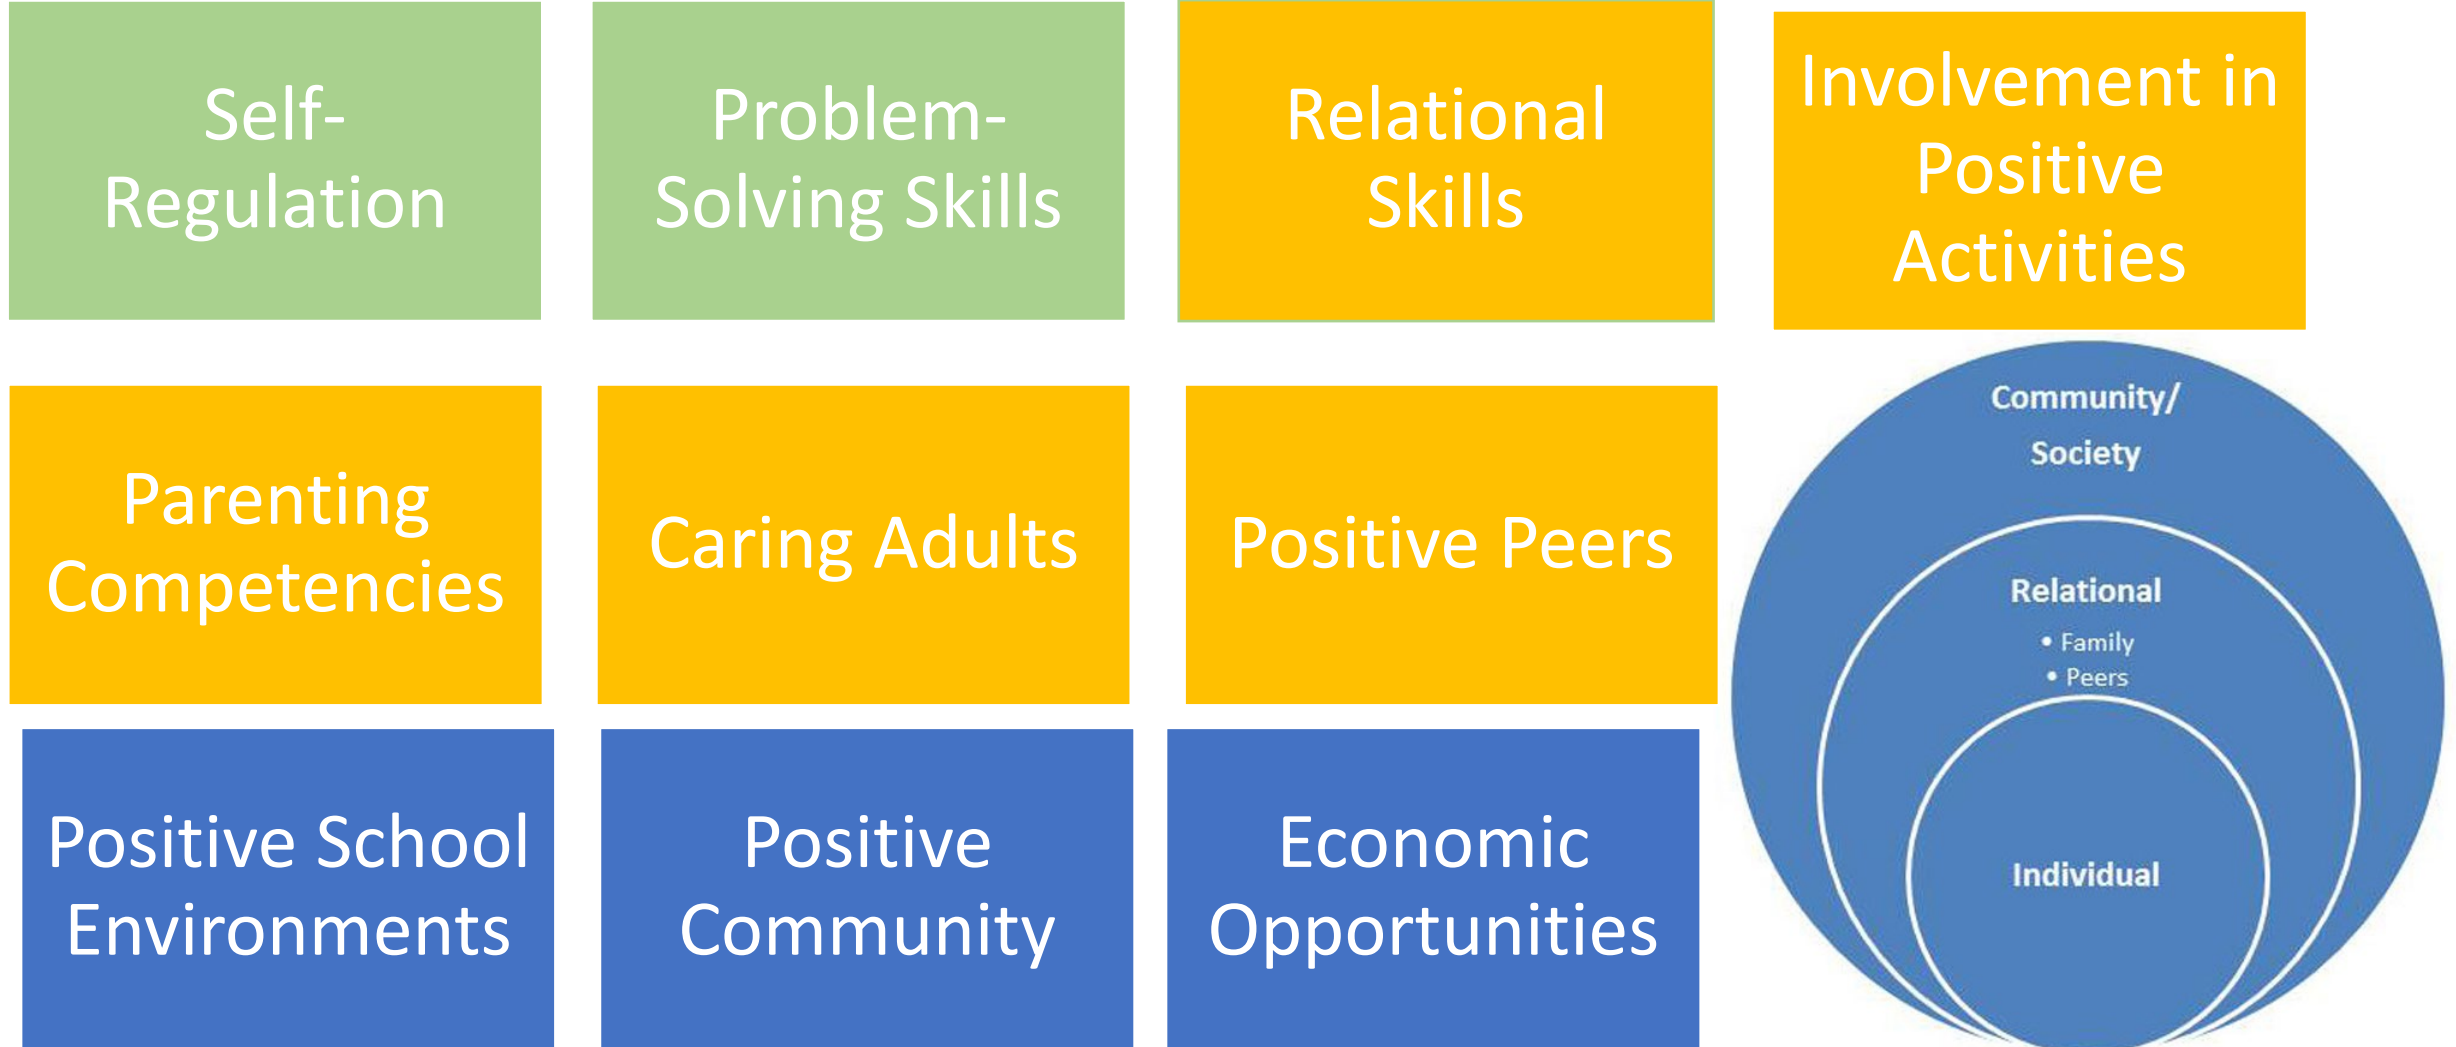 Self-
Regulation
Problem-
Solving Skills
Relational
Skills
Involvement in
Positive
Activities
Parenting
Competencies
Caring Adults
Positive Peers
Community/
Society
Relational
• Family
• Peers
Individual
Positive School
Environments
Positive
Community
Economic
Opportunities